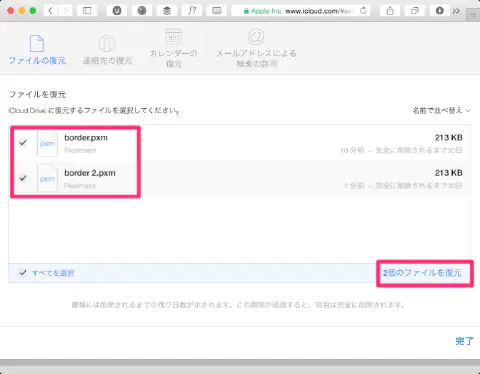 Apple Inc. www.icloud.com/#se
ファイルの復元
連絡先の復元
カレンダーの
復元
メールアドレスによる
検索の許可
ファイルを復元
iCloud Drive に復元するファイルを選択してください。
名前で並べ替え
pxm
border.pxm
Pixelmator
213 KB
10 分前 — 完全に削除されるまで30日
pxm
border 2.pxm
Pixelmator
213 KB
1 分前 — 完全に削除されるまで30日
すべてを選択
2個のファイルを復元
書類には削除されるまでの残り日数が示されます。この期間が経過すると、項目は完全に削除されます。
完了